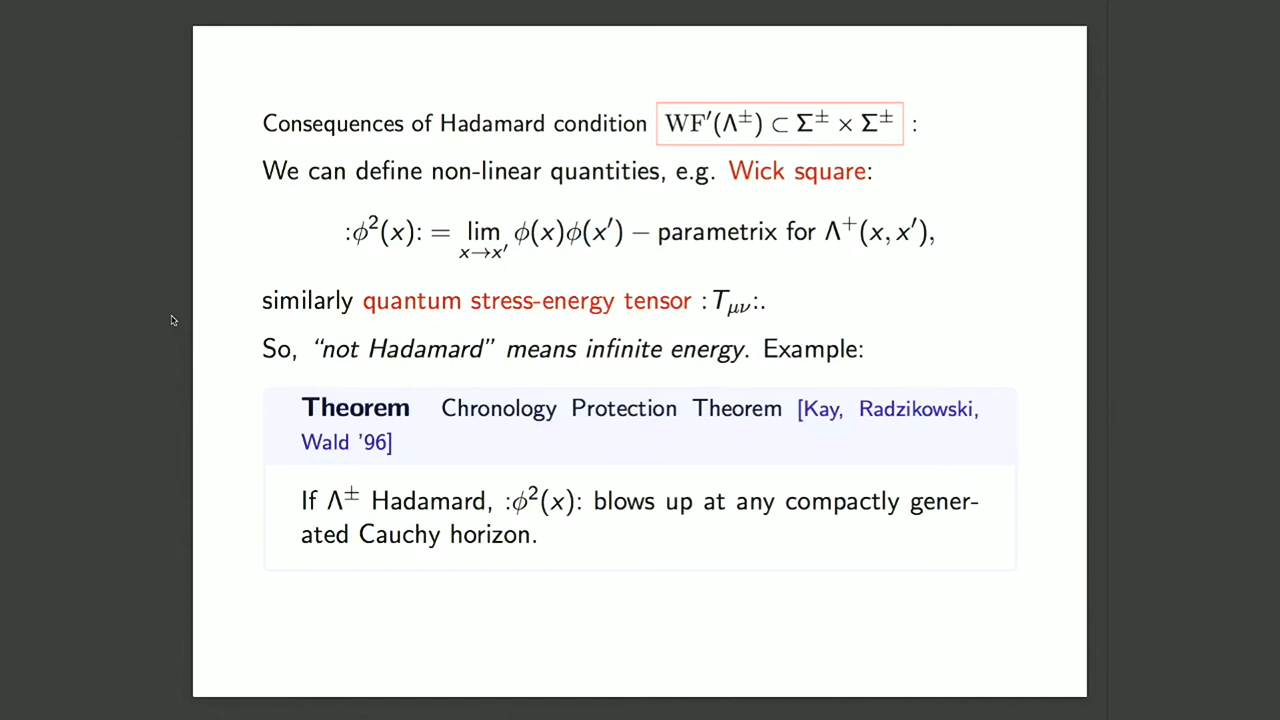 Consequences of Hadamard condition WF′(Λ±) ⊂ Σ± × Σ± :
We can define non-linear quantities, e.g. Wick square:
:ϕ²(x): = lim ϕ(x)ϕ(x′) − parametrix for Λ⁺(x, x′),
x→x′
similarly quantum stress-energy tensor :Tμν:.
So, “not Hadamard” means infinite energy. Example:
Theorem Chronology Protection Theorem [Kay, Radzikowski,
Wald ’96]
If Λ± Hadamard, :ϕ²(x): blows up at any compactly gener-
ated Cauchy horizon.